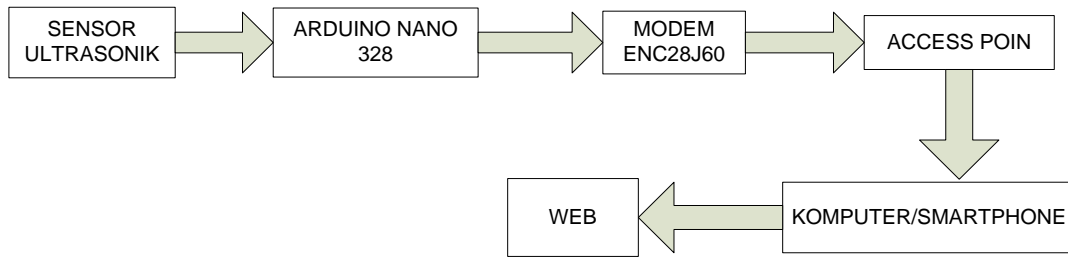 SENSOR
ULTRASONIK
ARDUINO NANO
328
MODEM
ENC28J60
ACCESS POIN
WEB
KOMPUTER/SMARTPHONE